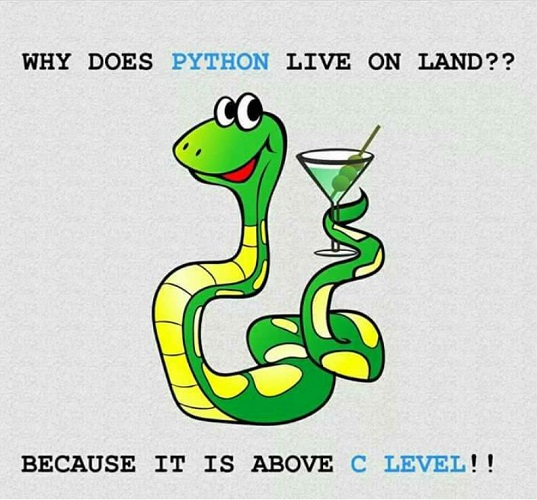 WHY DOES PYTHON LIVE ON LAND??
BECAUSE IT IS ABOVE C LEVEL!!